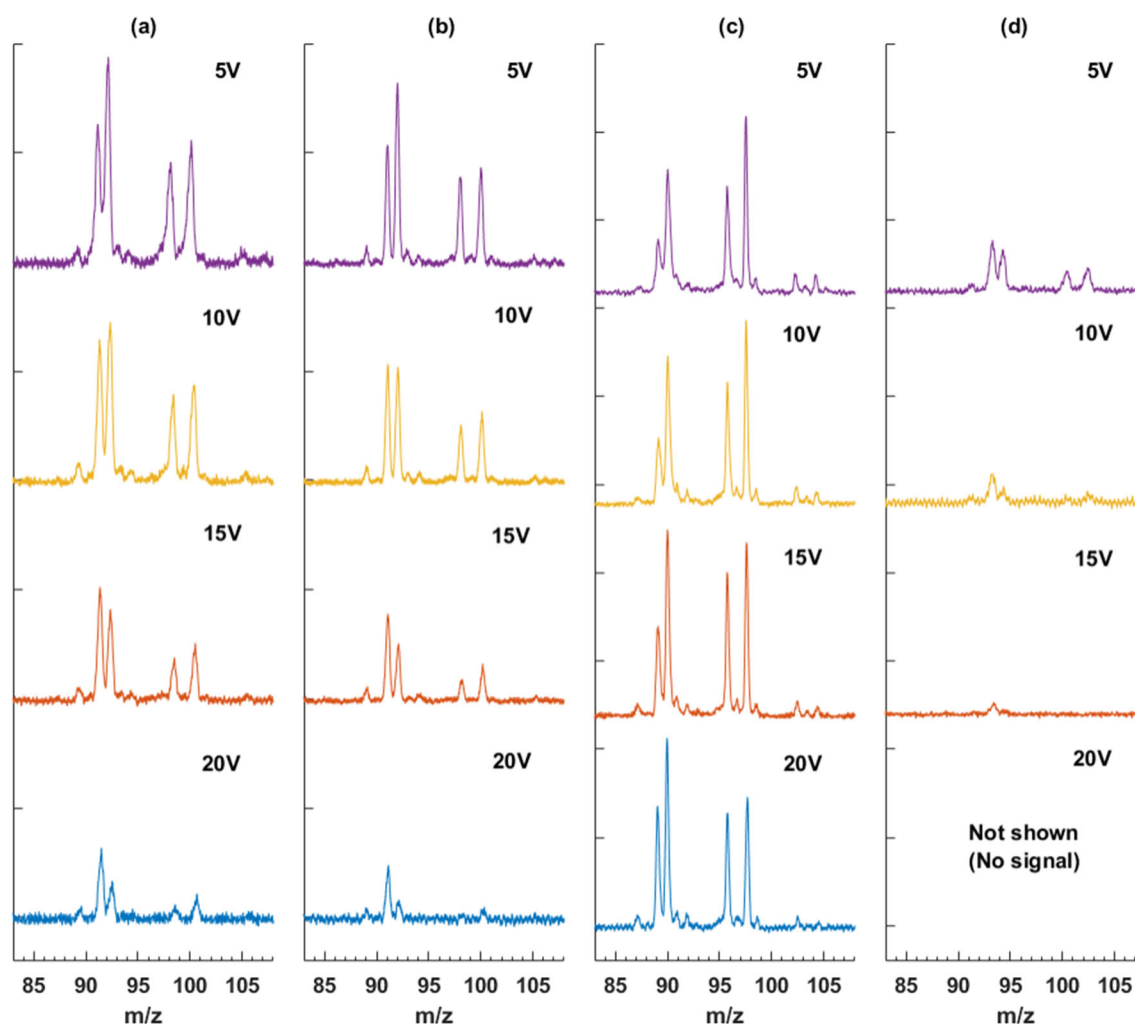 (a) (b) (c) (d)
5V 5V 5V 5V
10V 10V 10V 10V
15V 15V 15V 15V
20V 20V 20V 20V
Not shown
(No signal)
85 90 95 100 105 85 90 95 100 105 85 90 95 100 105 85 90 95 100 105
m/z m/z m/z m/z